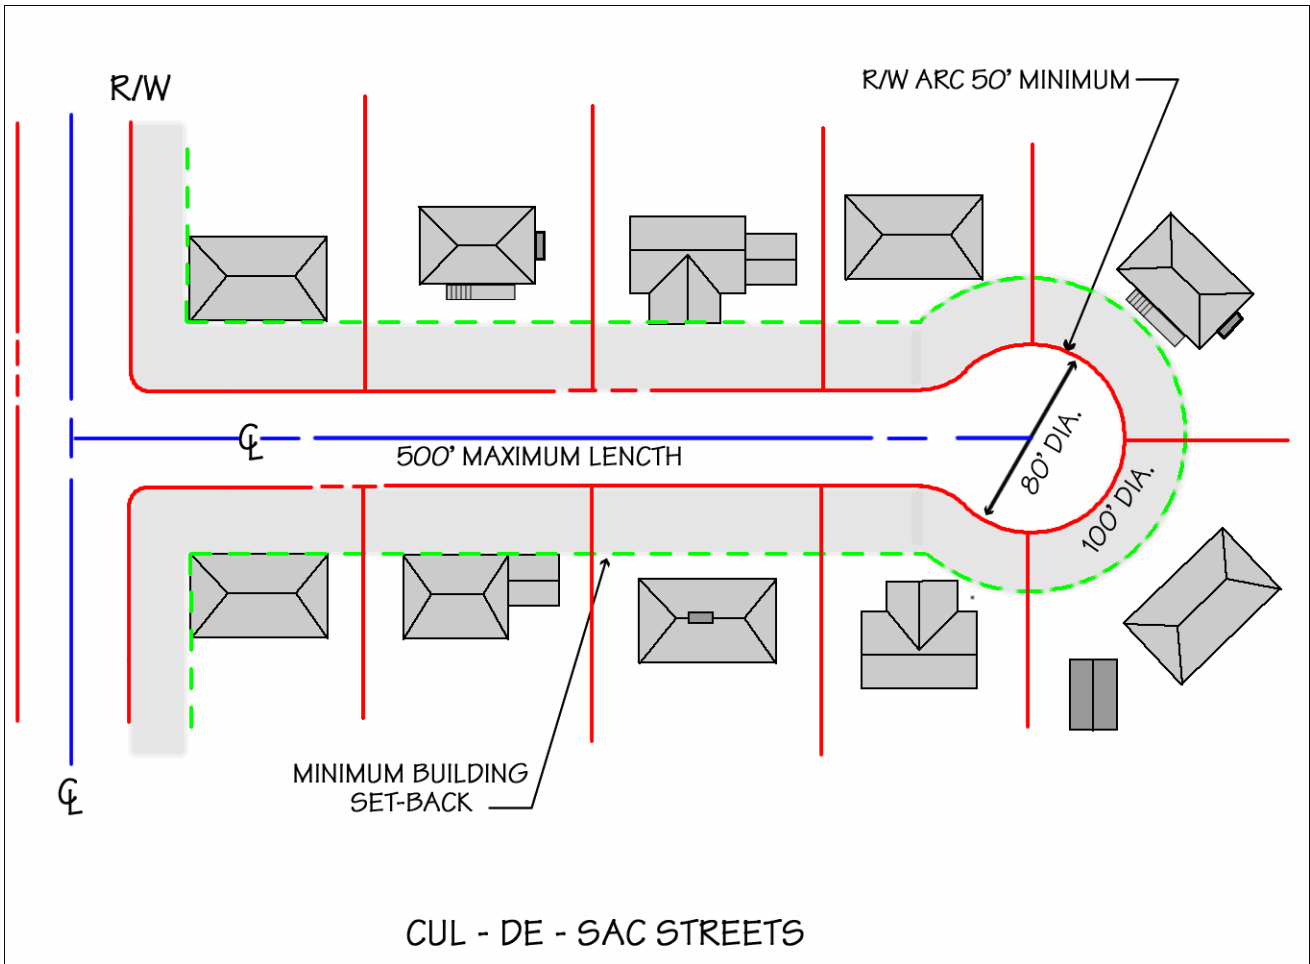 R/W
R/W ARC 50' MINIMUM
℄
500' MAXIMUM LENGTH
80' DIA.
100' DIA.
MINIMUM BUILDING
SET-BACK
℄
CUL - DE - SAC STREETS